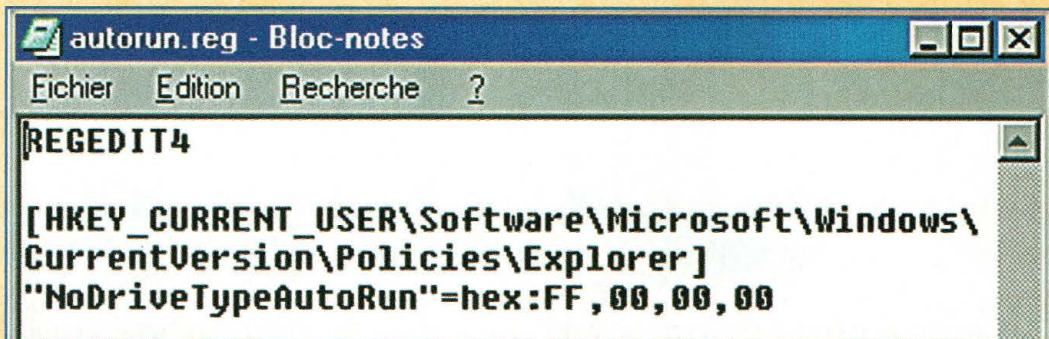 autorun.reg - Bloc-notes
Fichier Edition Recherche ?
REGEDIT4
[HKEY_CURRENT_USER\Software\Microsoft\Windows\
CurrentVersion\Policies\Explorer]
"NoDriveTypeAutoRun"=hex:FF,00,00,00